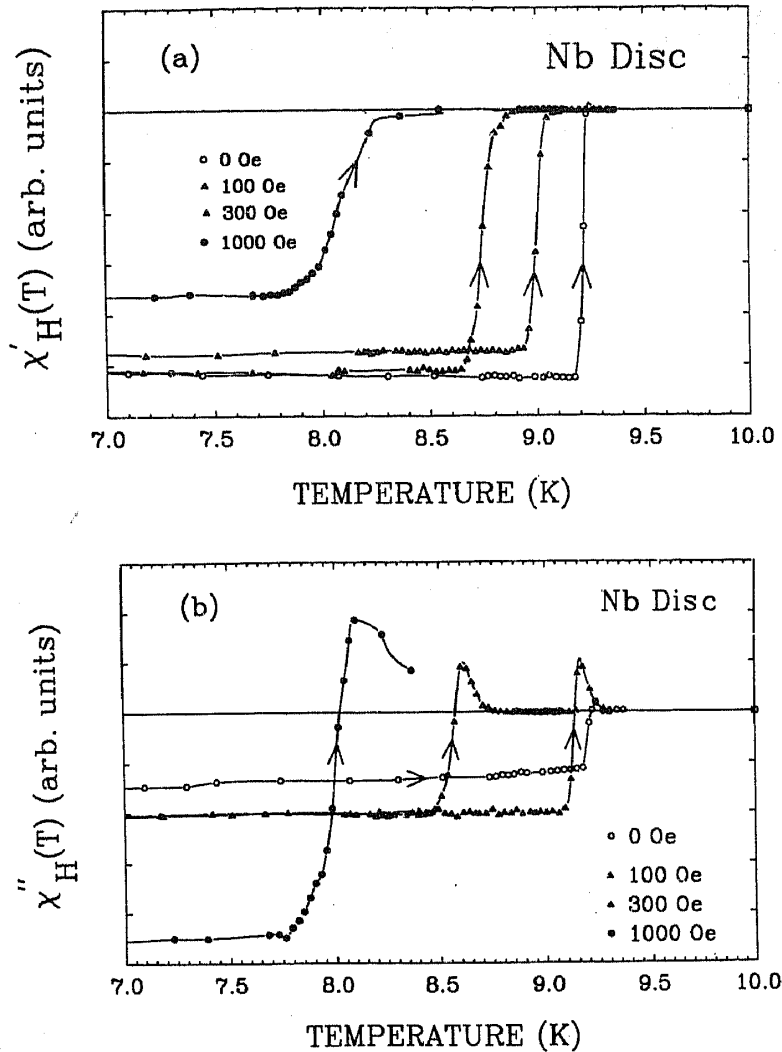 (a)
Nb Disc
0 Oe
100 Oe
300 Oe
1000 Oe
χ'H(T) (arb. units)
7.0 7.5 8.0 8.5 9.0 9.5 10.0
TEMPERATURE (K)
(b)
Nb Disc
0 Oe
100 Oe
300 Oe
1000 Oe
χ''H(T) (arb. units)
7.0 7.5 8.0 8.5 9.0 9.5 10.0
TEMPERATURE (K)